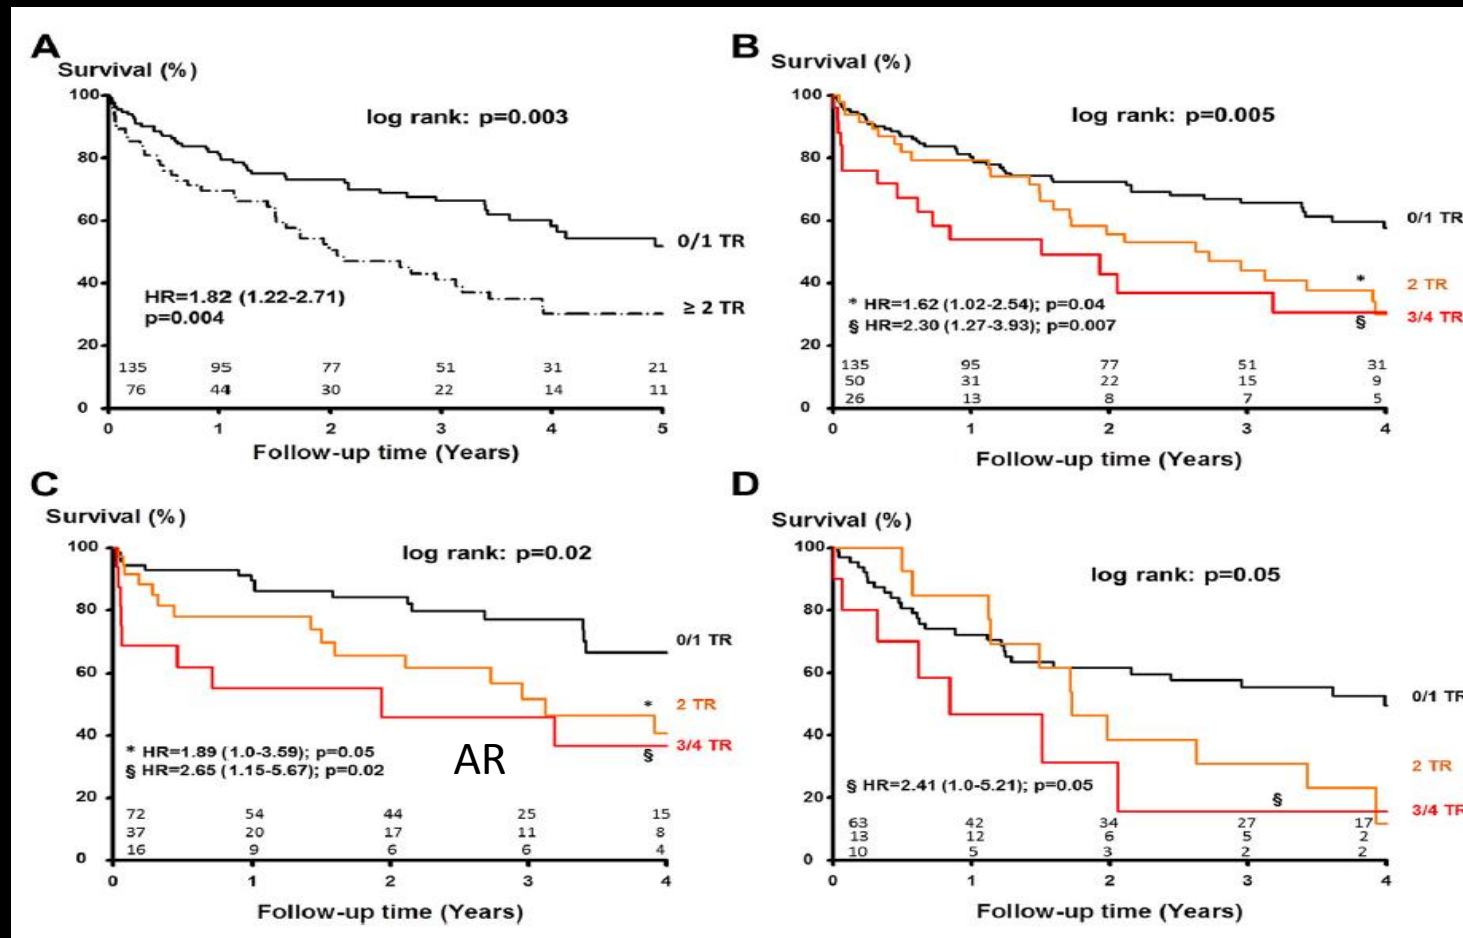 A
Survival (%)
log rank: p=0.003
100
80
60
40
20
0
0/1 TR
≥ 2 TR
HR=1.82 (1.22-2.71)
p=0.004
135 95 77 51 31 21
76 44 30 22 14 11
0 1 2 3 4 5
Follow-up time (Years)
B
Survival (%)
log rank: p=0.005
100
80
60
40
20
0
0/1 TR
*
2 TR
3/4 TR
§
* HR=1.62 (1.02-2.54); p=0.04
§ HR=2.30 (1.27-3.93); p=0.007
135 95 77 51 31
50 31 22 15 9
26 13 8 7 5
0 1 2 3 4
Follow-up time (Years)
C
Survival (%)
log rank: p=0.02
100
80
60
40
20
0
0/1 TR
*
2 TR
3/4 TR
§
* HR=1.89 (1.0-3.59); p=0.05
§ HR=2.65 (1.15-5.67); p=0.02
AR
72 54 44 25 15
37 20 17 11 8
16 9 6 6 4
0 1 2 3 4
Follow-up time (Years)
D
Survival (%)
log rank: p=0.05
100
80
60
40
20
0
0/1 TR
2 TR
3/4 TR
§
§ HR=2.41 (1.0-5.21); p=0.05
63 42 34 27 17
13 12 6 5 2
10 5 3 2 2
0 1 2 3 4
Follow-up time (Years)